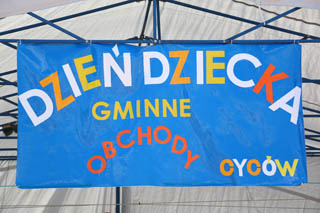 DZIEŃ DZIECKA
GMINNE
OBCHODY
CYCÓW